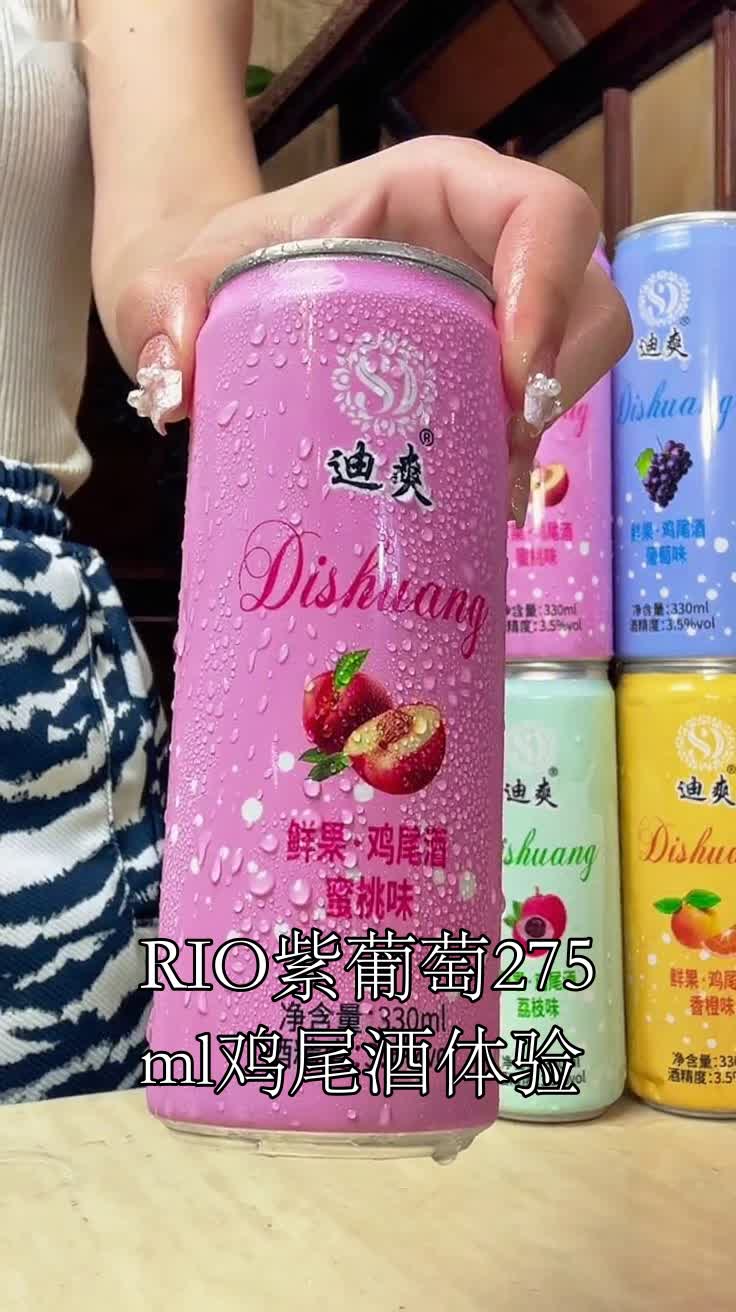 迪爽
Dishuang
鲜果·鸡尾酒
蜜桃味
净含量:330ml
RIO紫葡萄275
ml鸡尾酒体验
迪爽
Dishuang
鲜果·鸡尾酒
葡萄味
净含量:330ml
酒精度:3.5%vol
蜜桃味
含量:330ml
精度:3.5%vol
迪爽
shuang
荔枝味
迪爽
Dishua
鲜果·鸡尾
香橙味
净含量:33
酒精度:3.5%